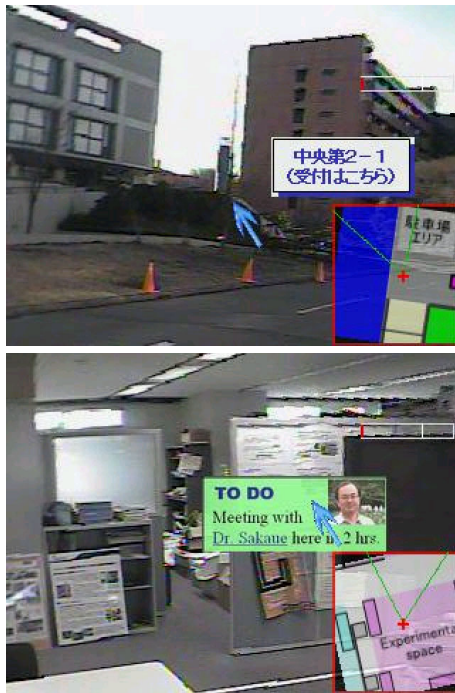 中央第2－1
（受付はこちら）
駐車場
エリア
TO DO
Meeting with
Dr. Sakaue here in 2 hrs.
Experimenta
space